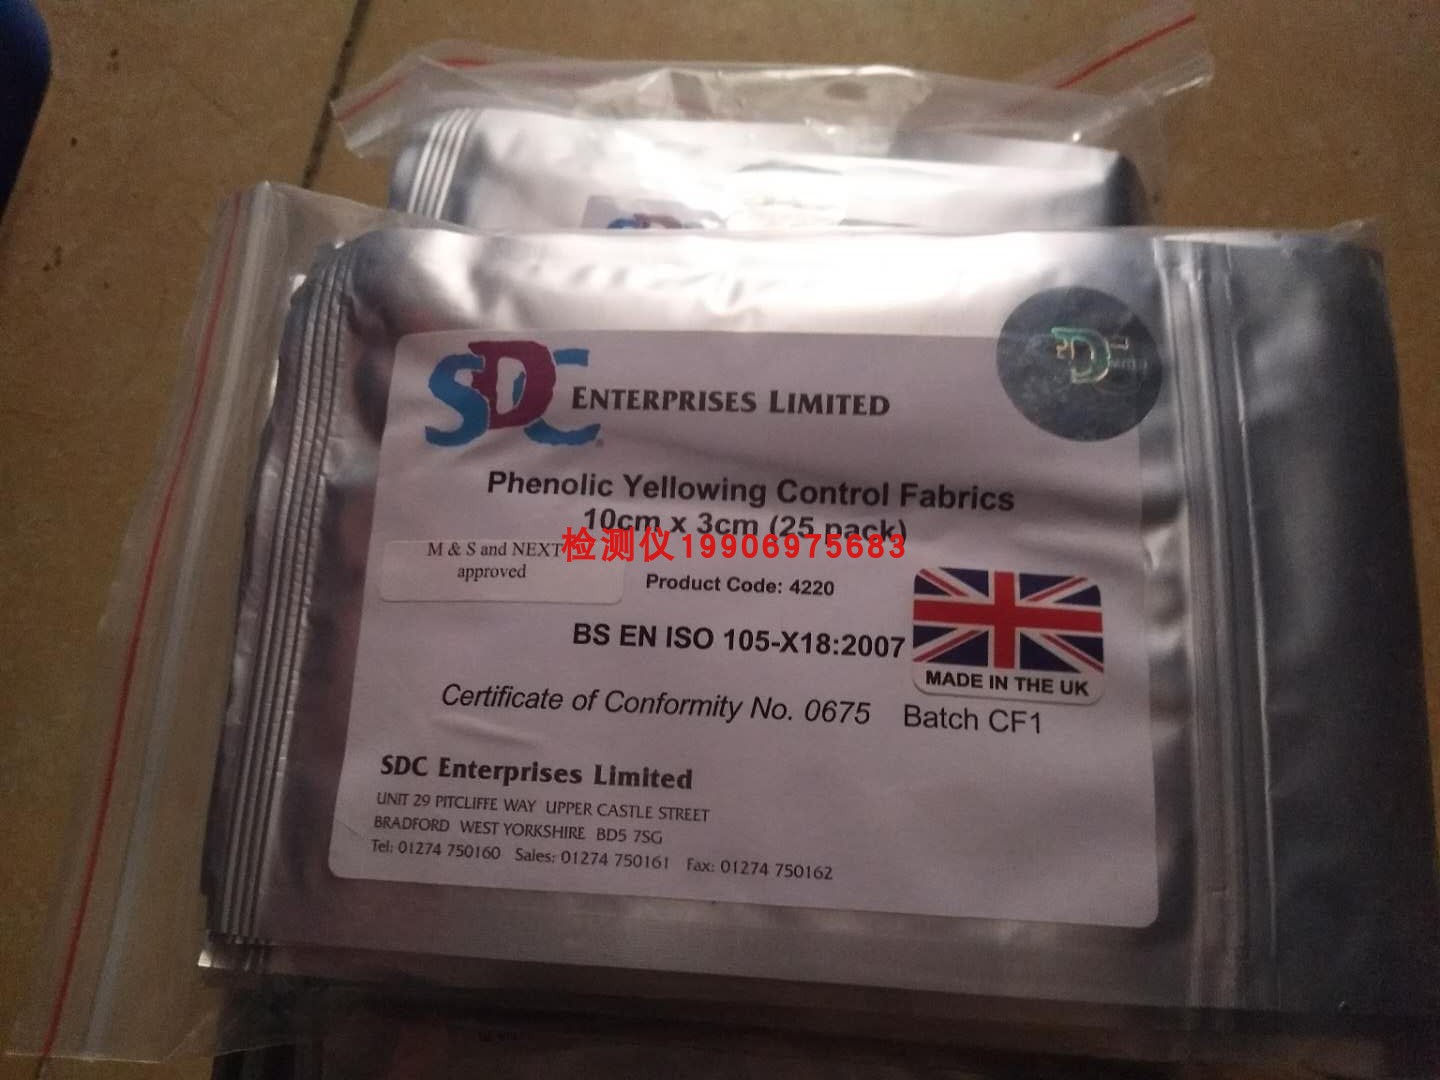 SDC ENTERPRISES LIMITED
Phenolic Yellowing Control Fabrics
10cm x 3cm (25 pack)
检测仪19906975683
M & S and NEXT
approved
Product Code: 4220
BS EN ISO 105-X18:2007
MADE IN THE UK
Certificate of Conformity No. 0675 Batch CF1
SDC Enterprises Limited
UNIT 29 PITCLIFFE WAY UPPER CASTLE STREET
BRADFORD WEST YORKSHIRE BD5 7SG
Tel: 01274 750160 Sales: 01274 750161 Fax: 01274 750162